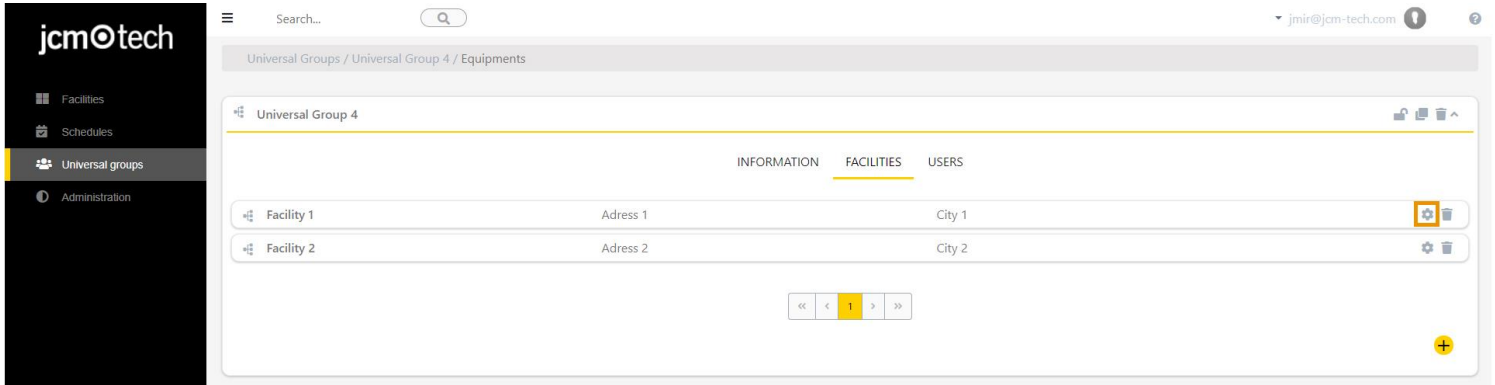 jcmtech
Search...
jmir@jcm-tech.com
Universal Groups / Universal Group 4 / Equipments
Facilities
Schedules
Universal groups
Administration
Universal Group 4
INFORMATION FACILITIES USERS
Facility 1 Adress 1 City 1
Facility 2 Adress 2 City 2
« < 1 > »